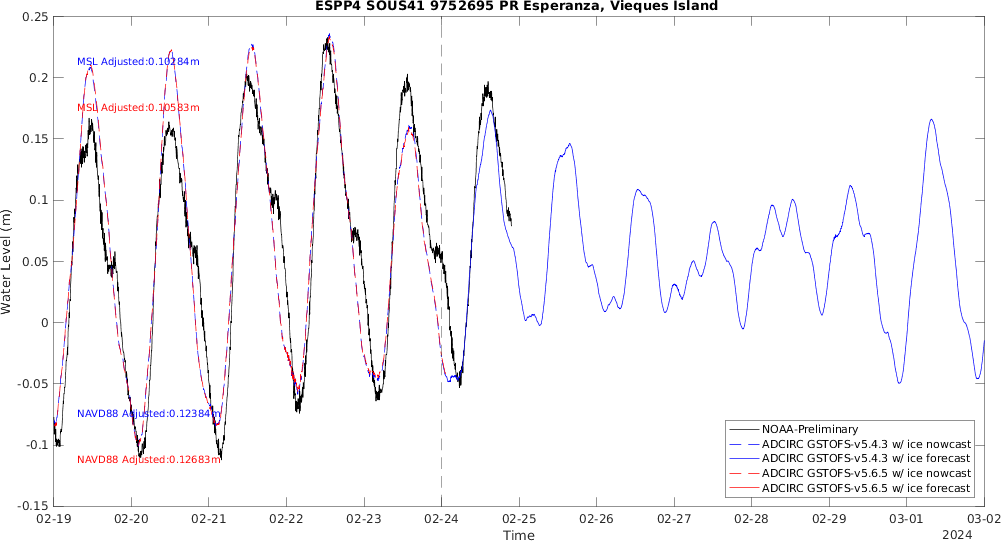 ESPP4 SOUS41 9752695 PR Esperanza, Vieques Island
0.25
0.2
0.15
0.1
0.05
0
-0.05
-0.1
-0.15
Water Level (m)
MSL Adjusted:0.10284m
MSL Adjusted:0.10583m
NAVD88 Adjusted:0.12384m
NAVD88 Adjusted:0.12683m
NOAA-Preliminary
ADCIRC GSTOFS-v5.4.3 w/ ice nowcast
ADCIRC GSTOFS-v5.4.3 w/ ice forecast
ADCIRC GSTOFS-v5.6.5 w/ ice nowcast
ADCIRC GSTOFS-v5.6.5 w/ ice forecast
02-19 02-20 02-21 02-22 02-23 02-24 02-25 02-26 02-27 02-28 02-29 03-01 03-02
Time
2024